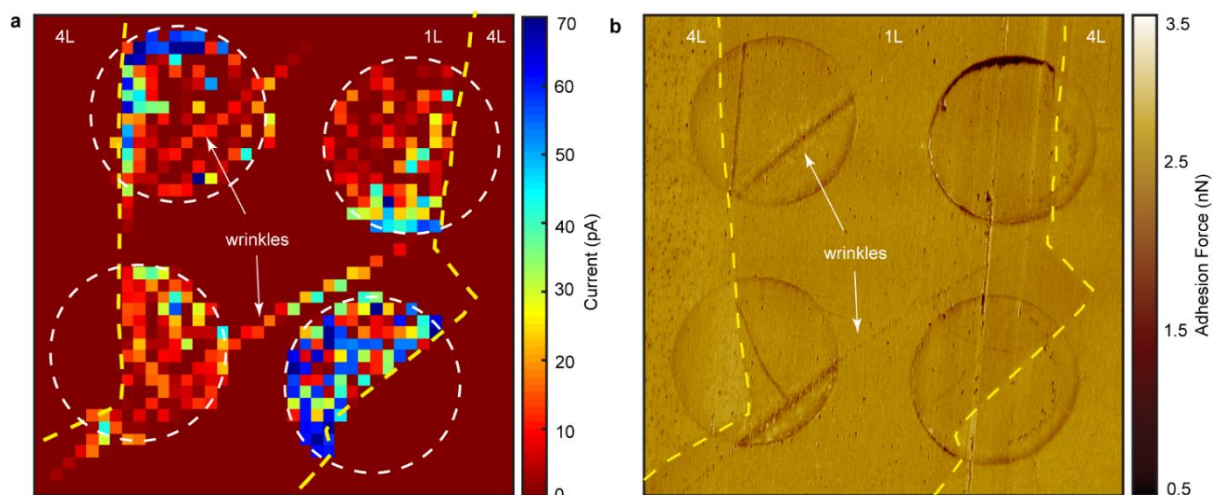 a
4L
1L
4L
wrinkles
70
60
50
40
30
20
10
0
Current (pA)
b
4L
1L
4L
wrinkles
3.5
2.5
1.5
0.5
Adhesion Force (nN)